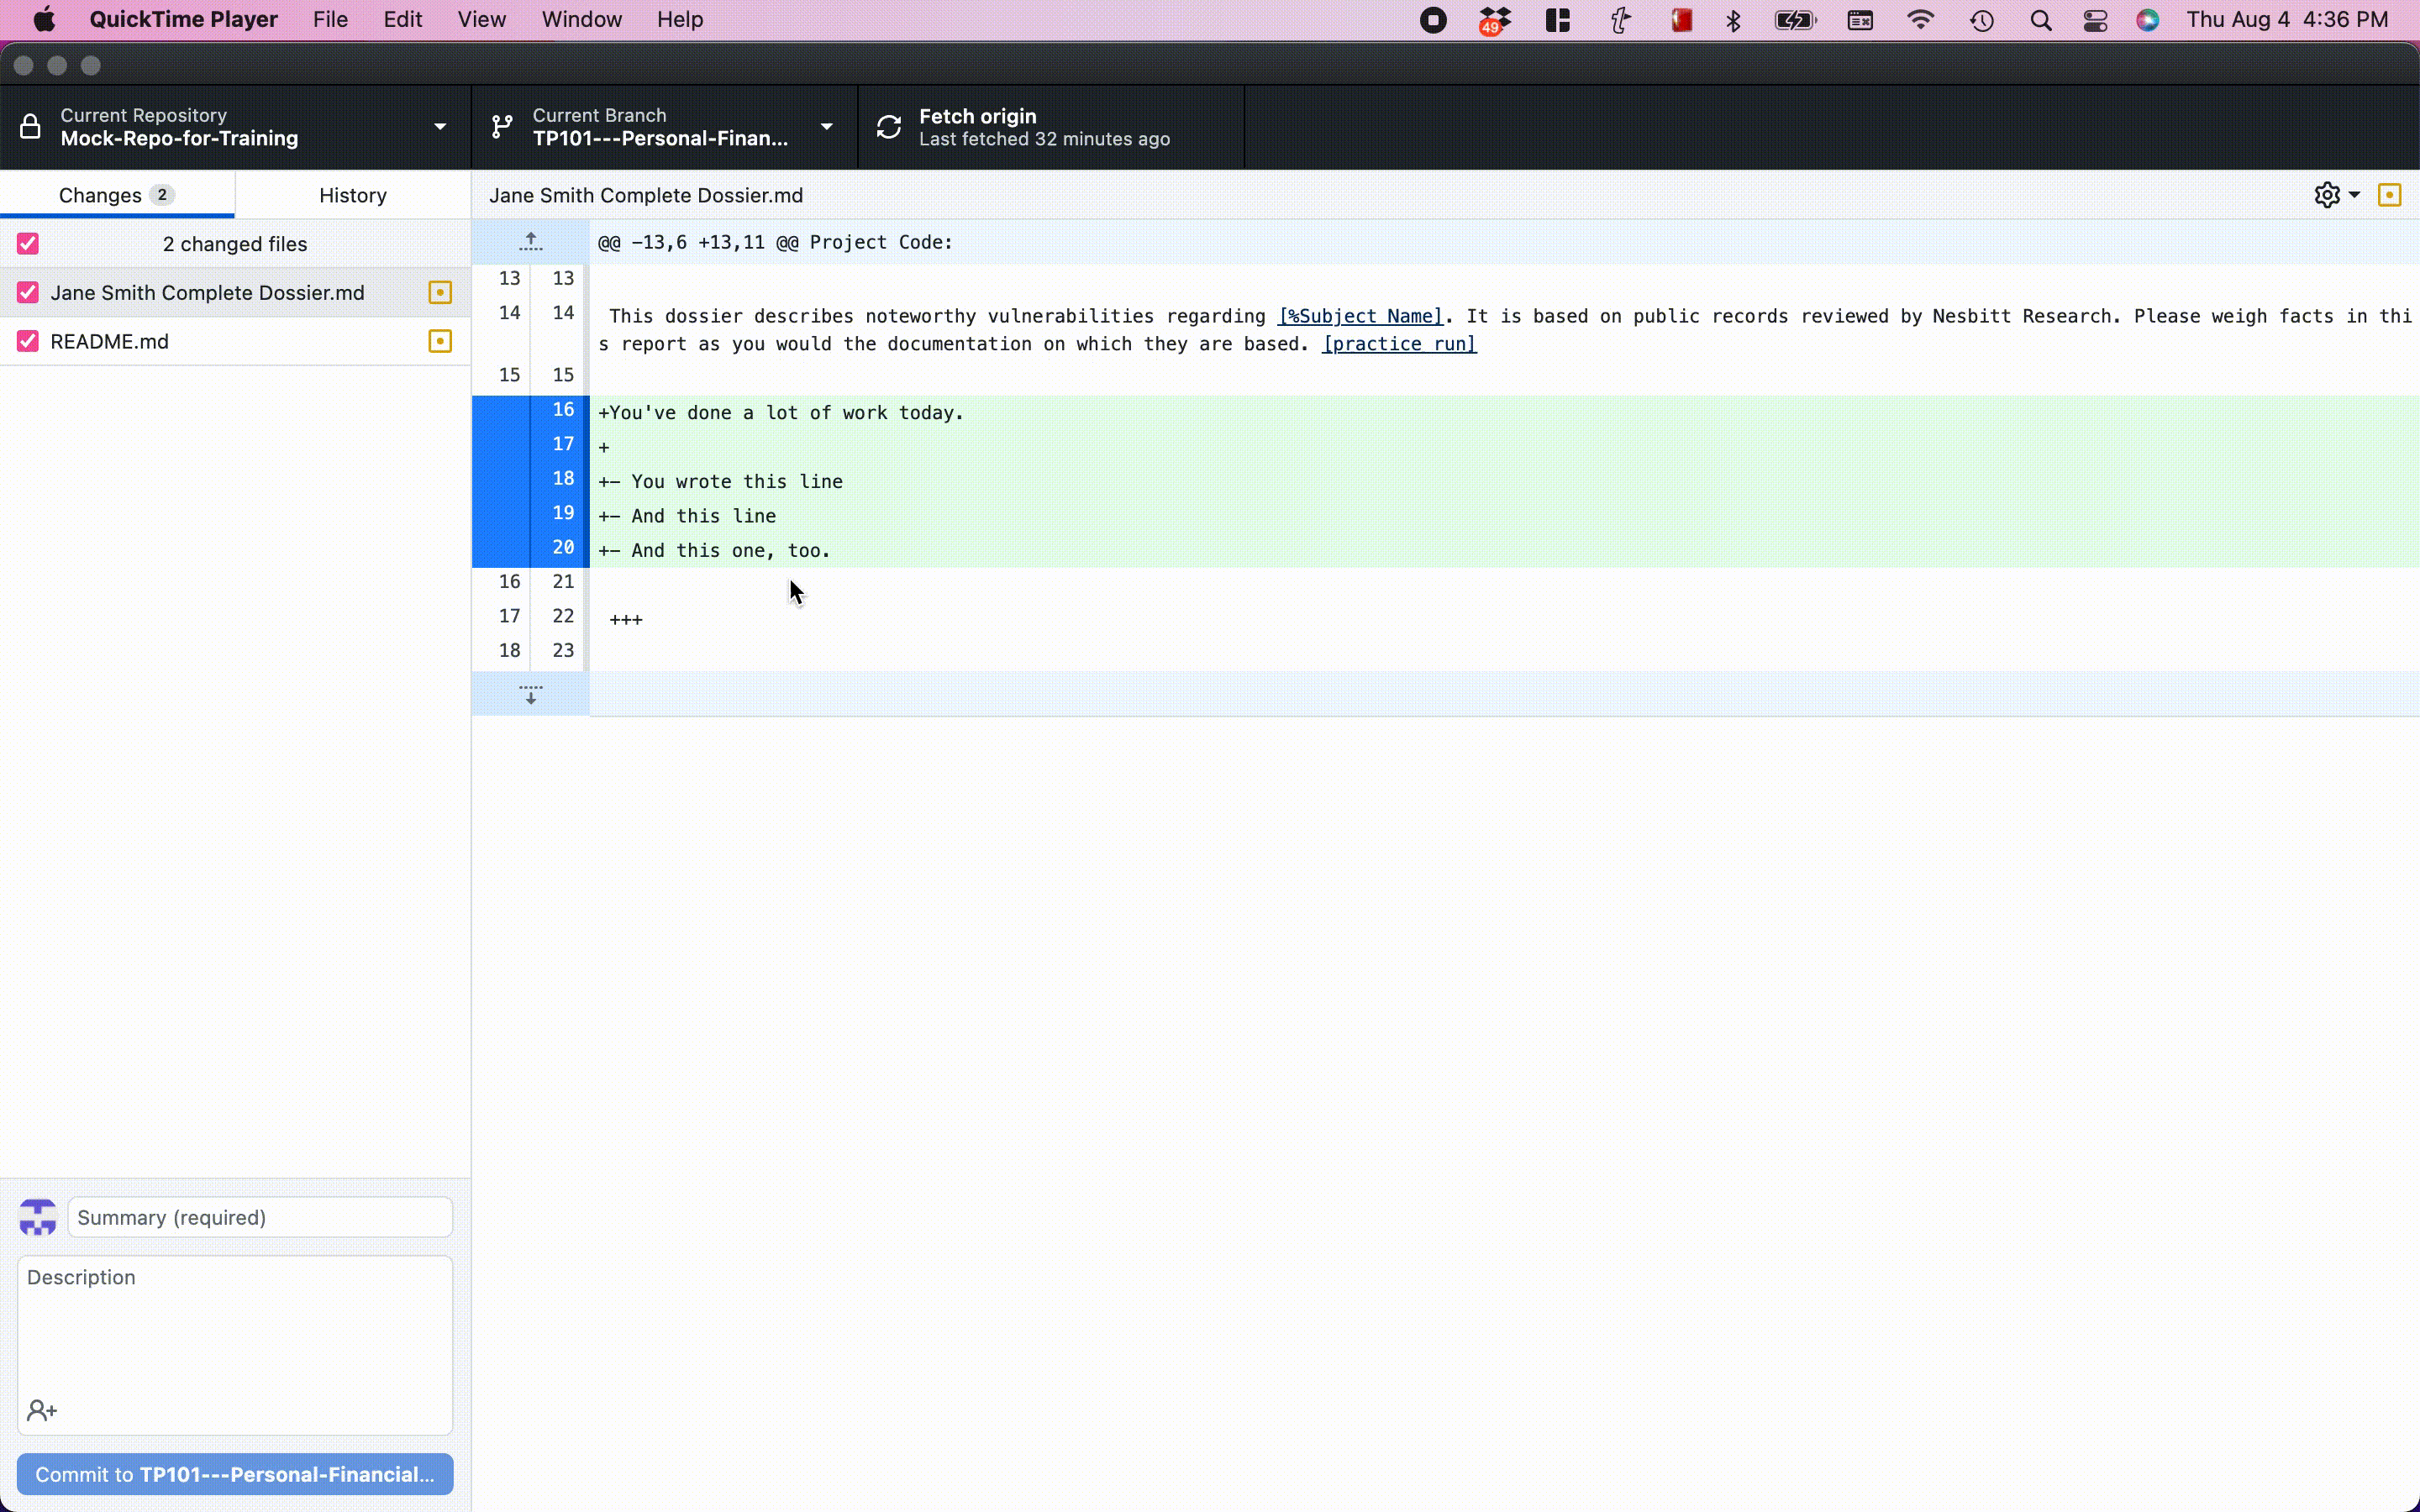 QuickTime Player File Edit View Window Help 49 Thu Aug 4 4:36 PM
Current Repository
Mock-Repo-for-Training
Current Branch
TP101---Personal-Finan...
Fetch origin
Last fetched 32 minutes ago
Changes 2 History
2 changed files
Jane Smith Complete Dossier.md
README.md
Jane Smith Complete Dossier.md
@@ -13,6 +13,11 @@ Project Code:
13 13
14 14 This dossier describes noteworthy vulnerabilities regarding [%Subject Name]. It is based on public records reviewed by Nesbitt Research. Please weigh facts in thi
s report as you would the documentation on which they are based. [practice run]
15 15
16 +You've done a lot of work today.
17 +
18 +- You wrote this line
19 +- And this line
20 +- And this one, too.
16 21
17 22 +++
18 23
Summary (required)
Description
Commit to TP101---Personal-Financial...